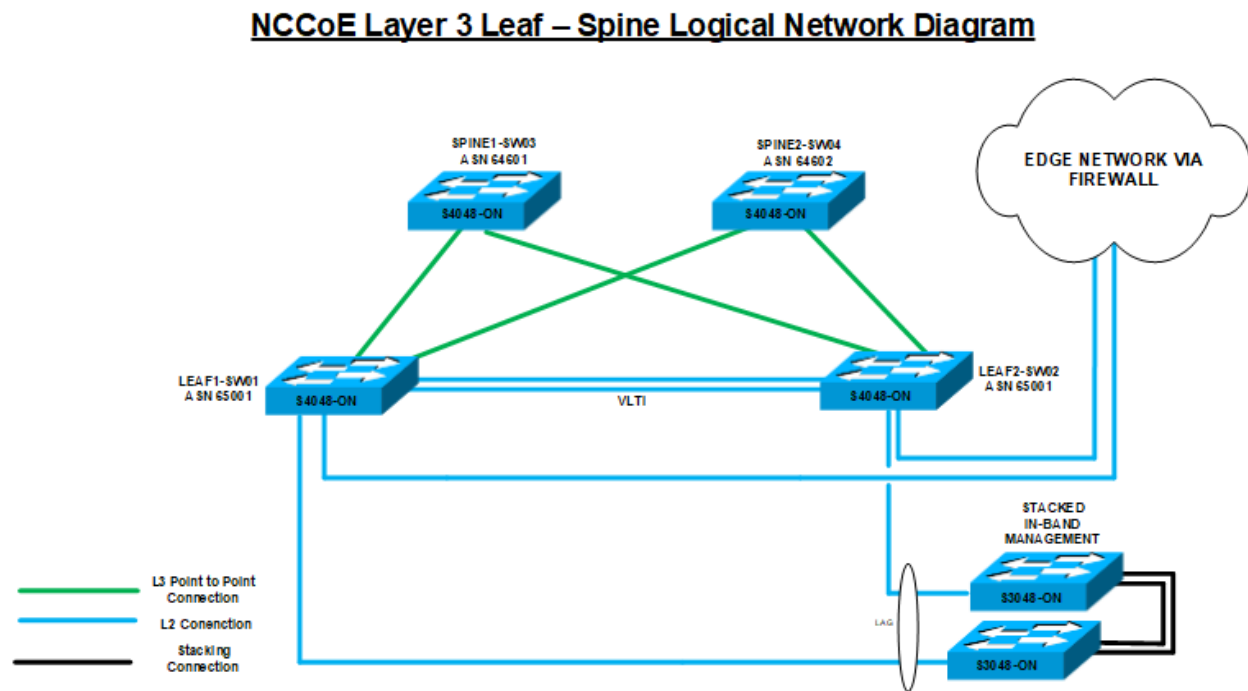 NCCoE Layer 3 Leaf – Spine Logical Network Diagram
SPINE1-SW03
ASN 64601
S4048-ON
SPINE2-SW04
ASN 64602
S4048-ON
EDGE NETWORK VIA
FIREWALL
LEAF1-SW01
ASN 65001
S4048-ON
VLTI
S4048-ON
LEAF2-SW02
ASN 65001
STACKED
IN-BAND
MANAGEMENT
S3048-ON
LAG
S3048-ON
L3 Point to Point
Connection
L2 Conenction
Stacking
Connection